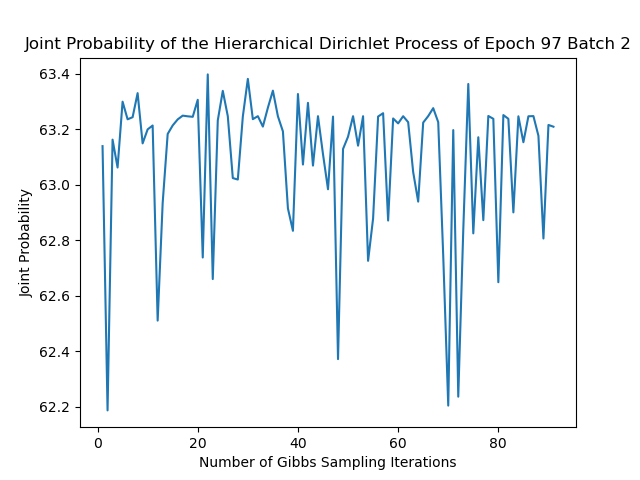 Joint Probability of the Hierarchical Dirichlet Process of Epoch 97 Batch 2
63.4
63.2
63.0
62.8
62.6
62.4
62.2
Joint Probability
0 20 40 60 80
Number of Gibbs Sampling Iterations